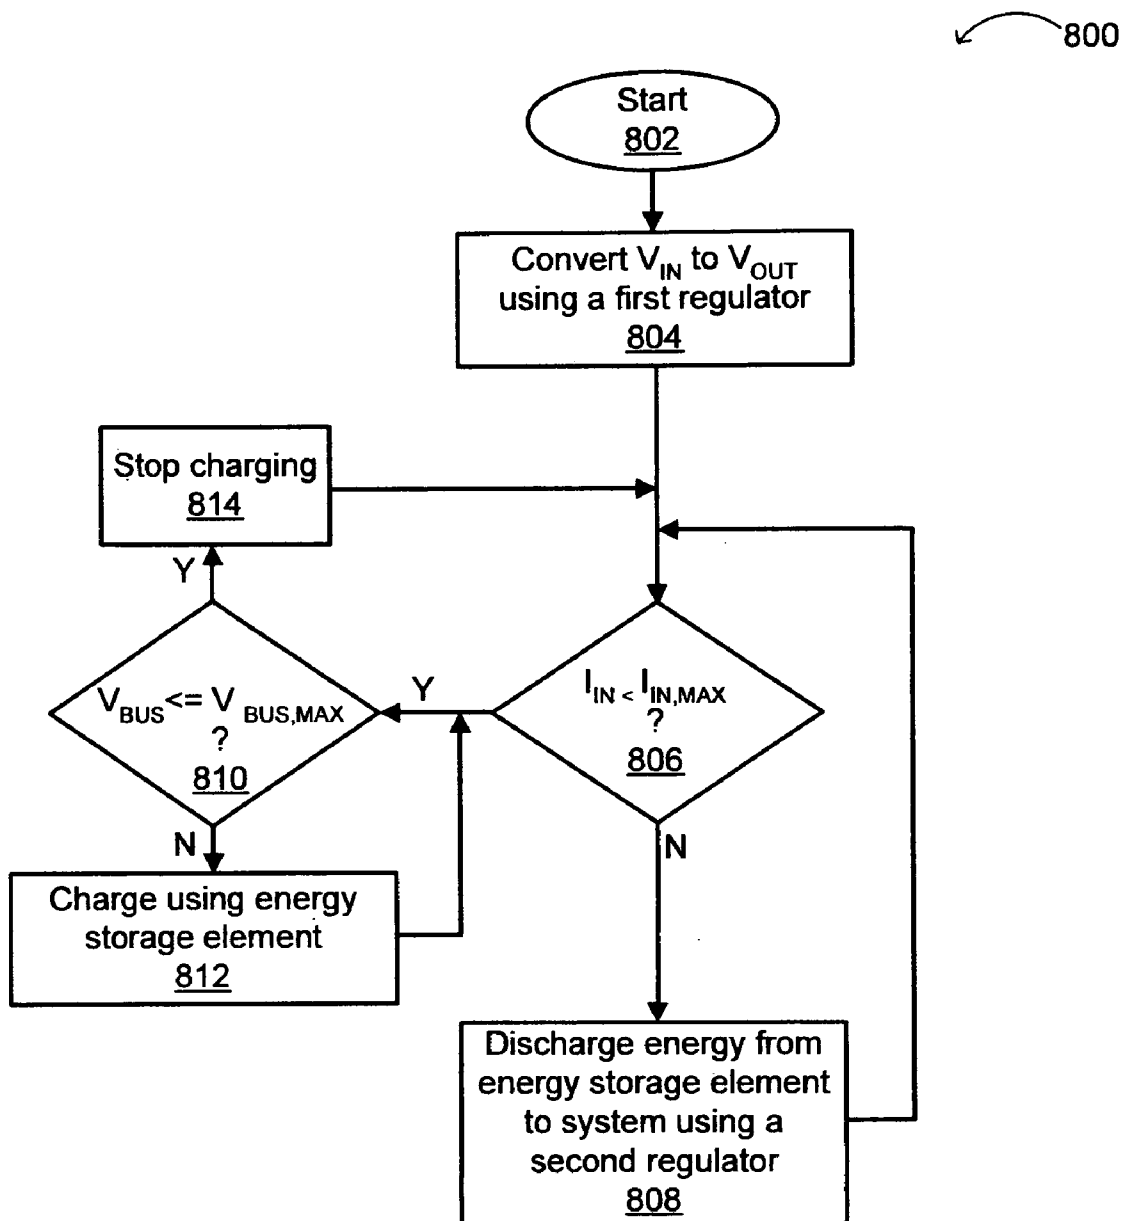 800
Start
802
Convert V_IN to V_OUT
using a first regulator
804
Stop charging
814
Y
V_BUS<= V_BUS,MAX
?
810
Y
I_IN < I_IN,MAX
?
806
N
N
Charge using energy
storage element
812
Discharge energy from
energy storage element
to system using a
second regulator
808